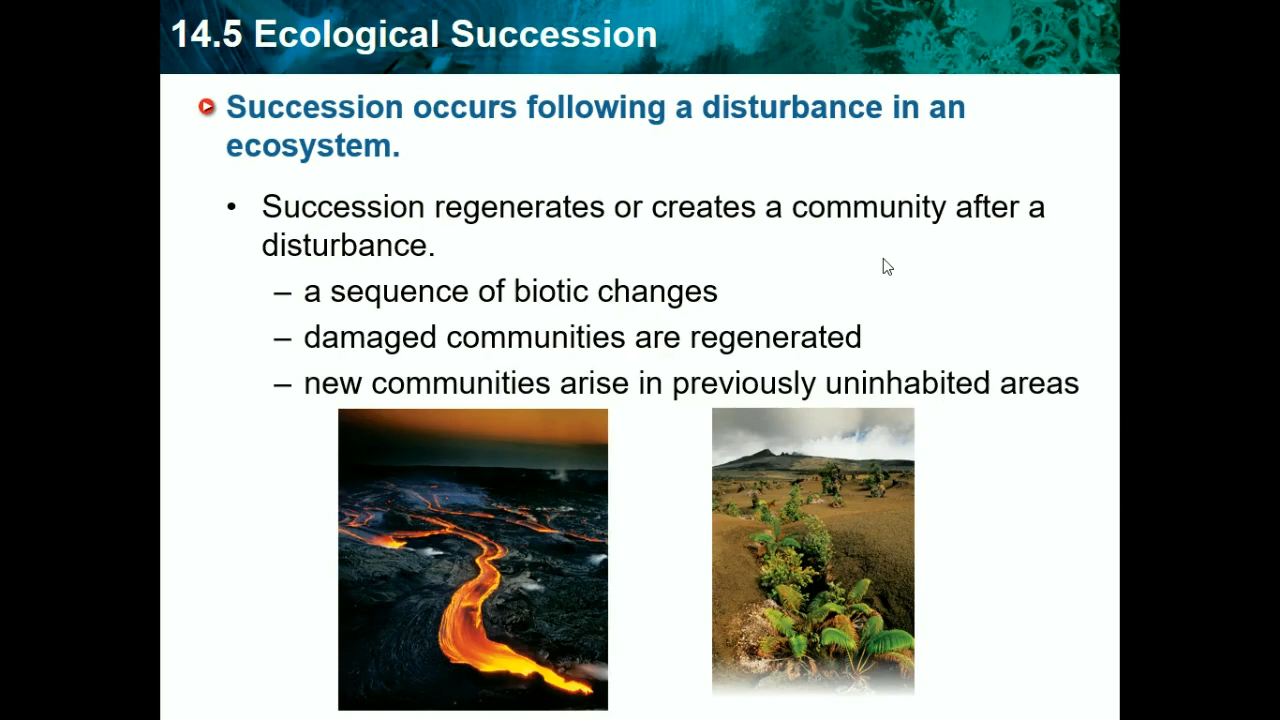 14.5 Ecological Succession
Succession occurs following a disturbance in an
ecosystem.
• Succession regenerates or creates a community after a
disturbance.
– a sequence of biotic changes
– damaged communities are regenerated
– new communities arise in previously uninhabited areas